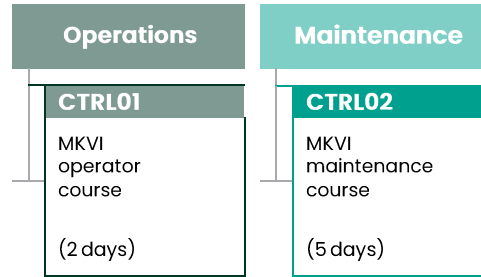 Operations
CTRL01
MKVI
operator
course
(2 days)
Maintenance
CTRL02
MKVI
maintenance
course
(5 days)